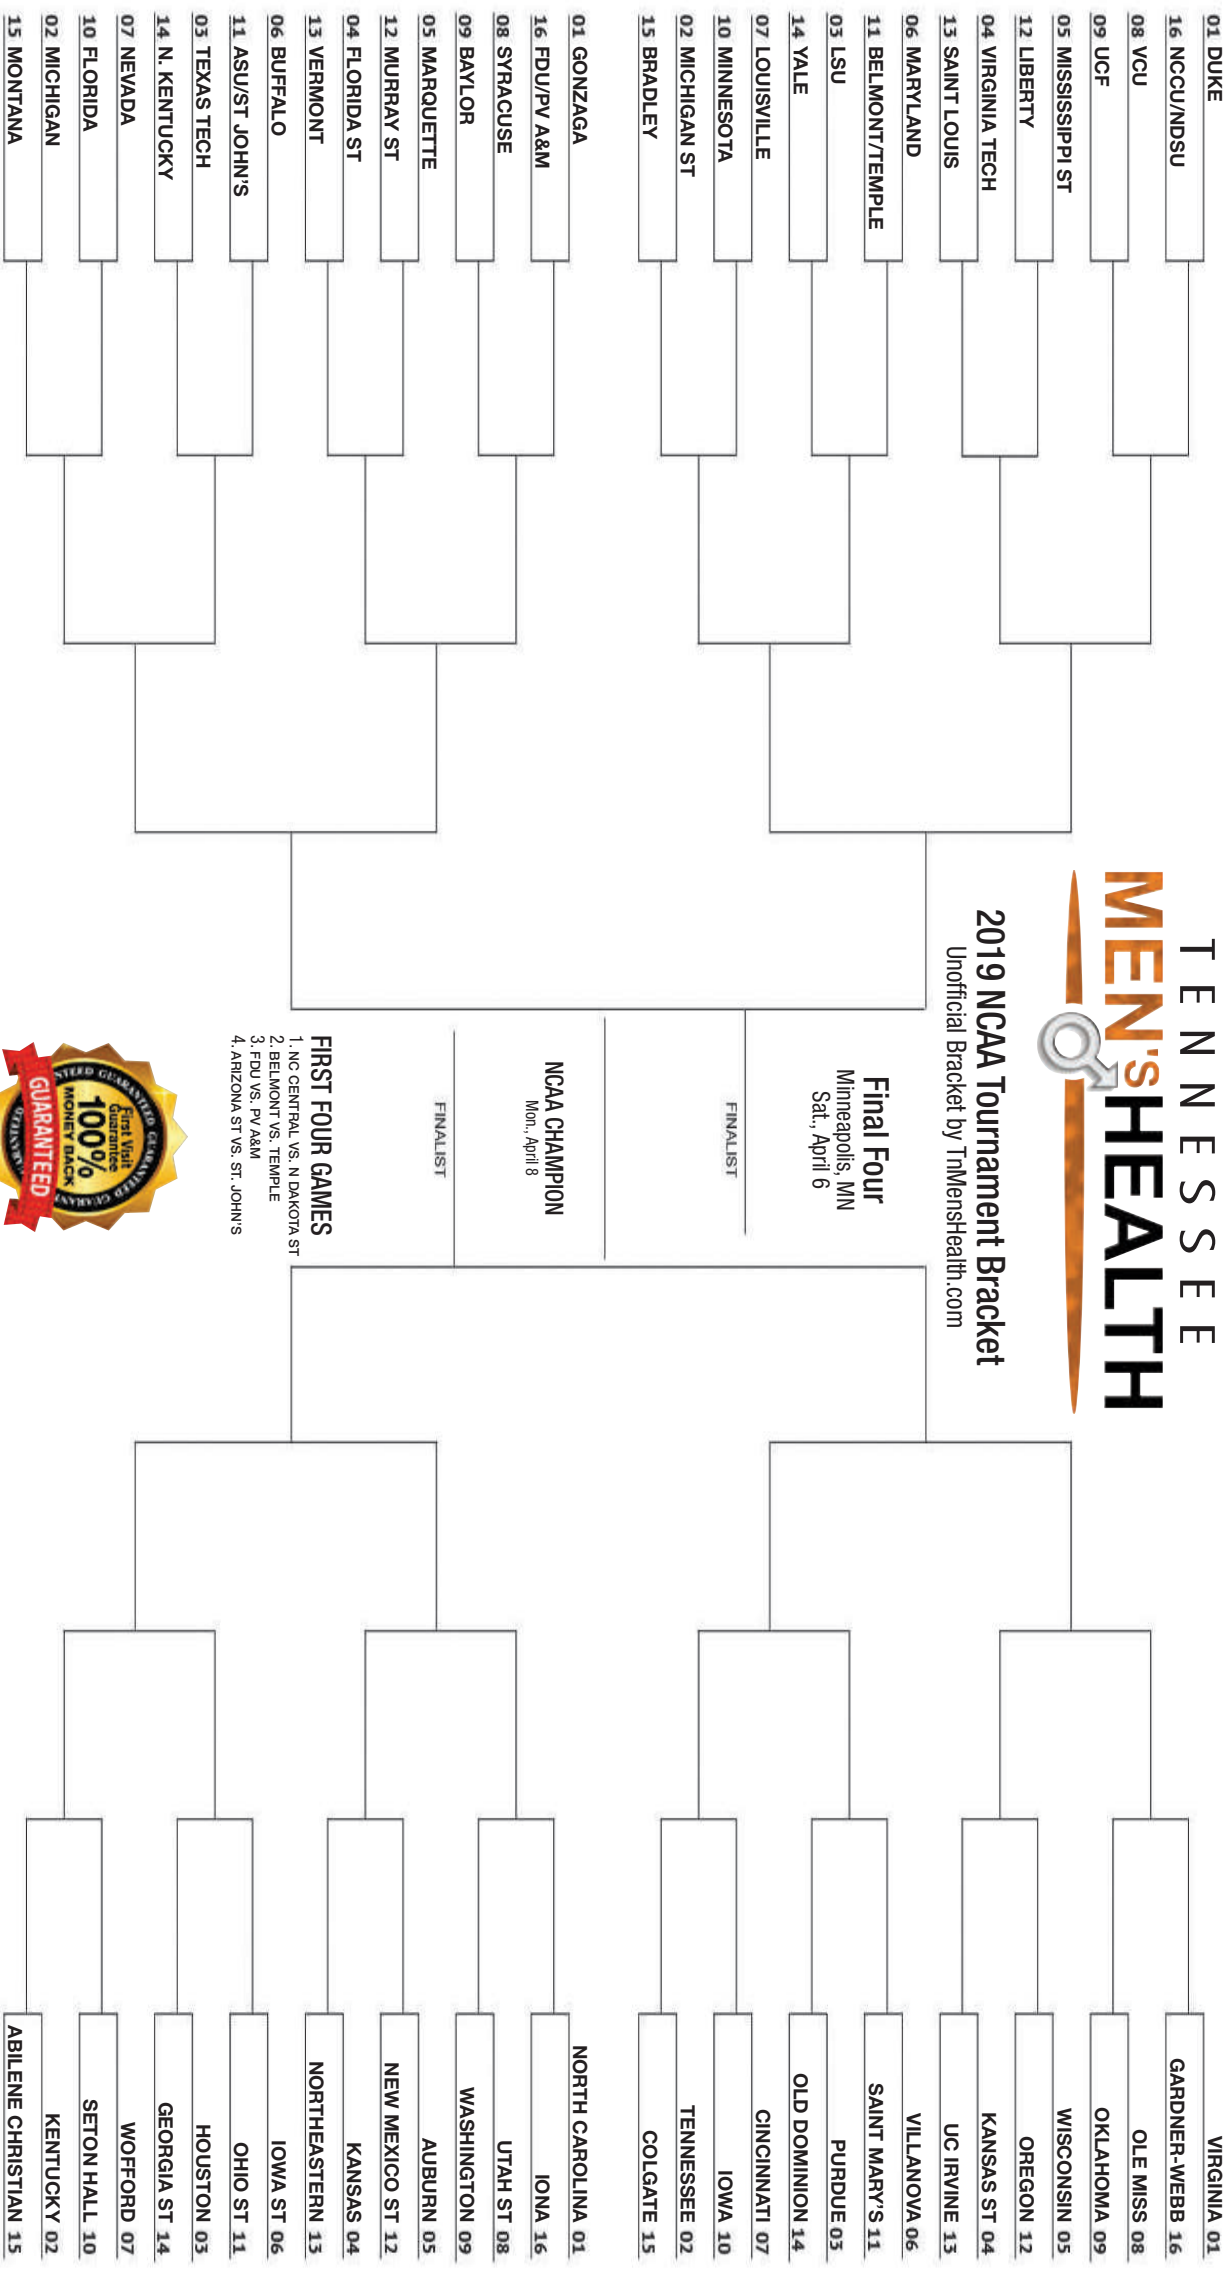 TENNESSEE
MEN'S HEALTH
2019 NCAA Tournament Bracket
Unofficial Bracket by TnMensHealth.com
01 DUKE
16 NCCU/NDSU
08 VCU
09 UCF
05 MISSISSIPPI ST
12 LIBERTY
04 VIRGINIA TECH
13 SAINT LOUIS
06 MARYLAND
11 BELMONT/TEMPLE
03 LSU
14 YALE
07 LOUISVILLE
10 MINNESOTA
02 MICHIGAN ST
15 BRADLEY
01 GONZAGA
16 FDU/PV A&M
08 SYRACUSE
09 BAYLOR
05 MARQUETTE
12 MURRAY ST
04 FLORIDA ST
13 VERMONT
06 BUFFALO
11 ASU/ST JOHN'S
03 TEXAS TECH
14 N. KENTUCKY
07 NEVADA
10 FLORIDA
02 MICHIGAN
15 MONTANA
Final Four
Minneapolis, MN
Sat., April 6
FINALIST
NCAA CHAMPION
Mon., April 8
FINALIST
FIRST FOUR GAMES
1. NC CENTRAL VS. N DAKOTA ST
2. BELMONT VS. TEMPLE
3. FDU VS. PV A&M
4. ARIZONA ST VS. ST. JOHN'S
First Visit
Guarantee
100%
MONEY BACK
GUARANTEED
VIRGINIA 01
GARDNER-WEBB 16
OLE MISS 08
OKLAHOMA 09
WISCONSIN 05
OREGON 12
KANSAS ST 04
UC IRVINE 13
VILLANOVA 06
SAINT MARY'S 11
PURDUE 03
OLD DOMINION 14
CINCINNATI 07
IOWA 10
TENNESSEE 02
COLGATE 15
NORTH CAROLINA 01
IONA 16
UTAH ST 08
WASHINGTON 09
AUBURN 05
NEW MEXICO ST 12
KANSAS 04
NORTHEASTERN 13
IOWA ST 06
OHIO ST 11
HOUSTON 03
GEORGIA ST 14
WOFFORD 07
SETON HALL 10
KENTUCKY 02
ABILENE CHRISTIAN 15